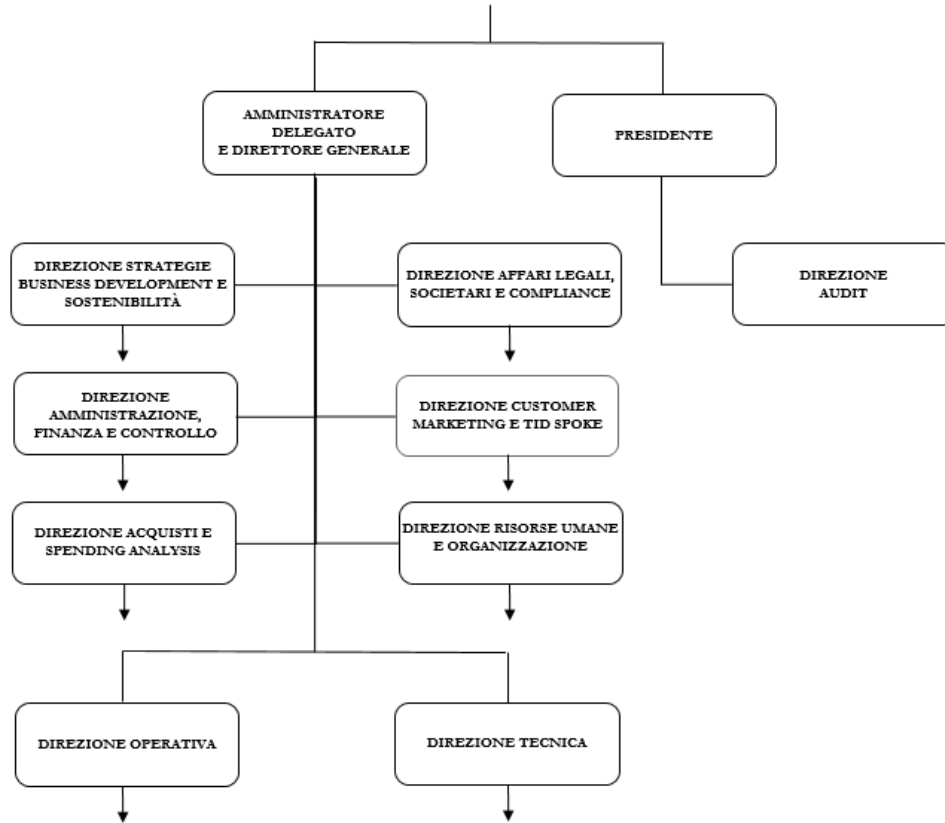 AMMINISTRATORE
DELEGATO
E DIRETTORE GENERALE
PRESIDENTE
DIREZIONE STRATEGIE
BUSINESS DEVELOPMENT E
SOSTENIBILITÀ
DIREZIONE AFFARI LEGALI,
SOCIETARI E COMPLIANCE
DIREZIONE
AUDIT
DIREZIONE
AMMINISTRAZIONE,
FINANZA E CONTROLLO
DIREZIONE CUSTOMER
MARKETING E TID SPOKE
DIREZIONE ACQUISTI E
SPENDING ANALYSIS
DIREZIONE RISORSE UMANE
E ORGANIZZAZIONE
DIREZIONE OPERATIVA
DIREZIONE TECNICA